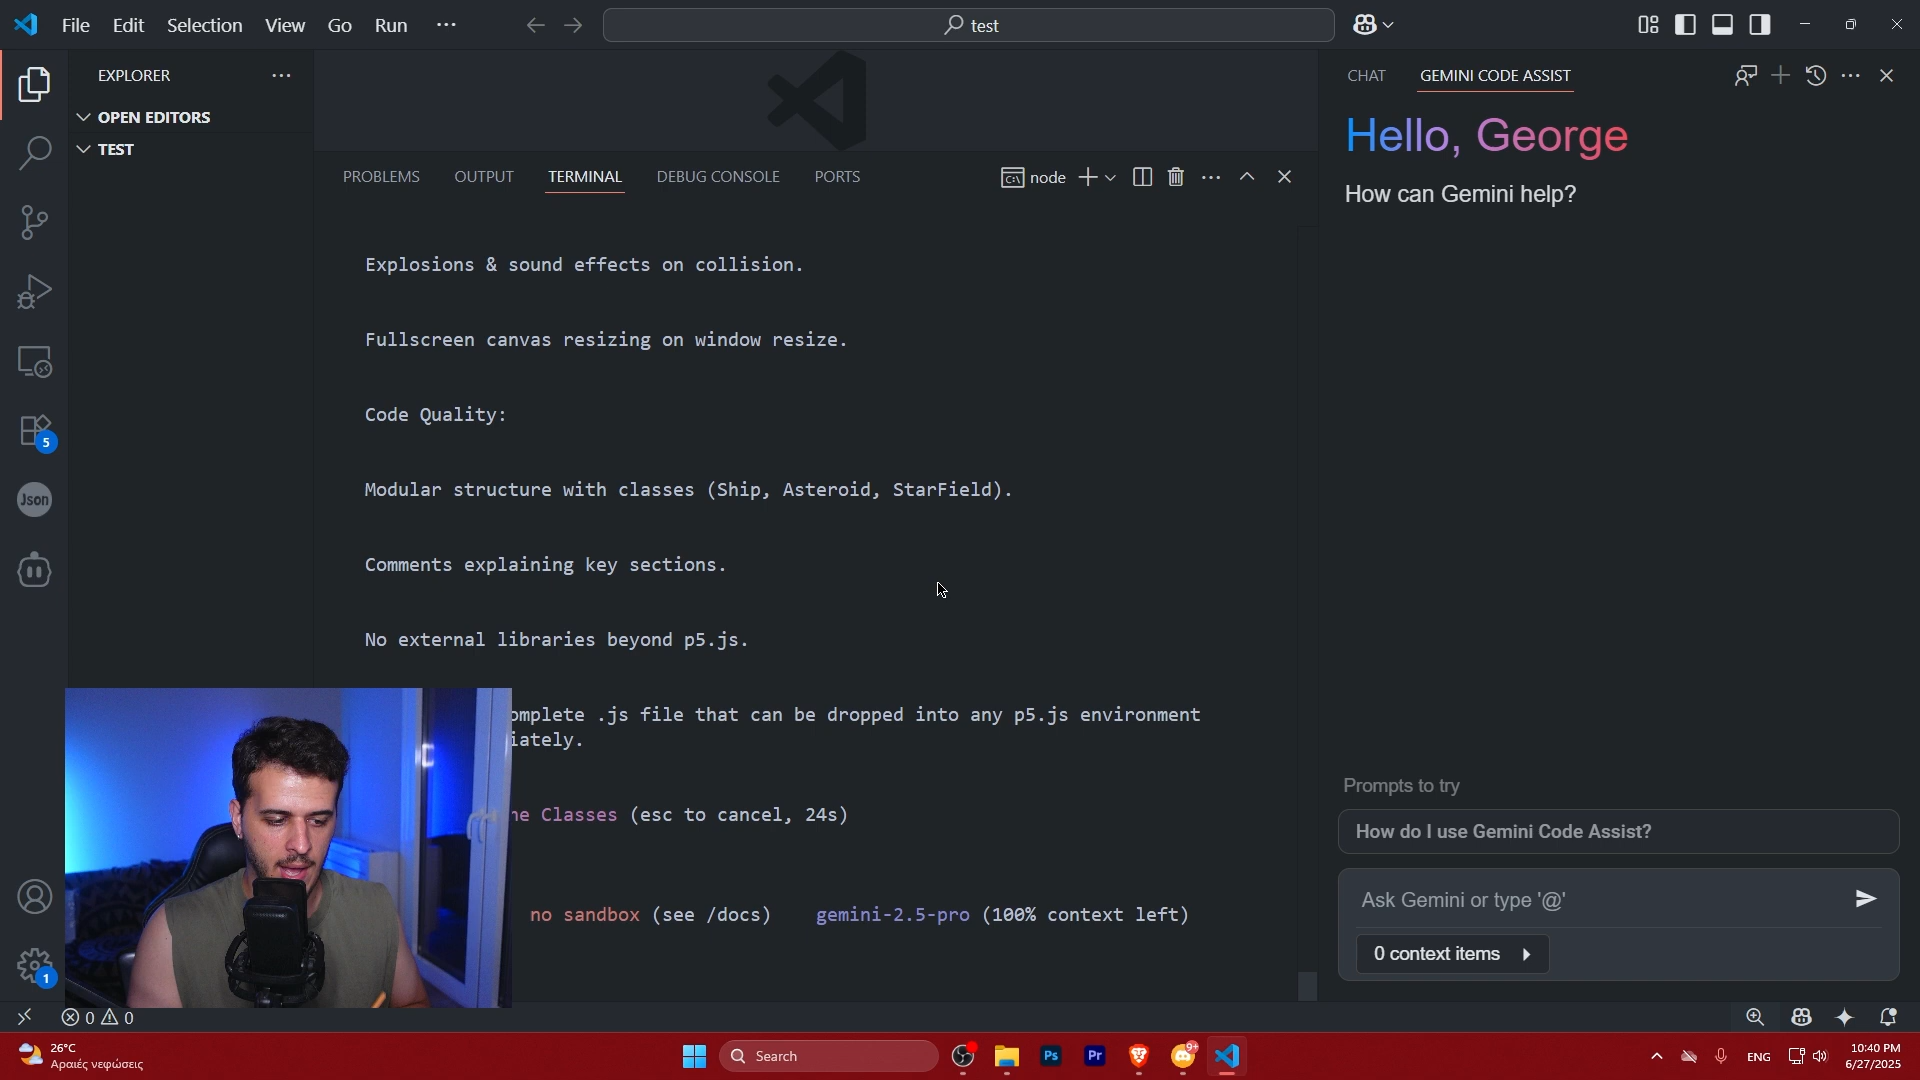 File Edit Selection View Go Run ...
test
EXPLORER ...
OPEN EDITORS
TEST
PROBLEMS OUTPUT TERMINAL DEBUG CONSOLE PORTS
node
Explosions & sound effects on collision.
Fullscreen canvas resizing on window resize.
Code Quality:
Modular structure with classes (Ship, Asteroid, StarField).
Comments explaining key sections.
No external libraries beyond p5.js.
.js file that can be dropped into any p5.js environment
Classes (esc to cancel, 24s)
no sandbox (see /docs) gemini-2.5-pro (100% context left)
CHAT GEMINI CODE ASSIST
Hello, George
How can Gemini help?
Prompts to try
How do I use Gemini Code Assist?
Ask Gemini or type '@'
0 context items
5
Json
1
0 0
26°C
Αραιές νεφώσεις
Search
Ps
Pr
9+
ENG
10:40 PM
6/27/2025